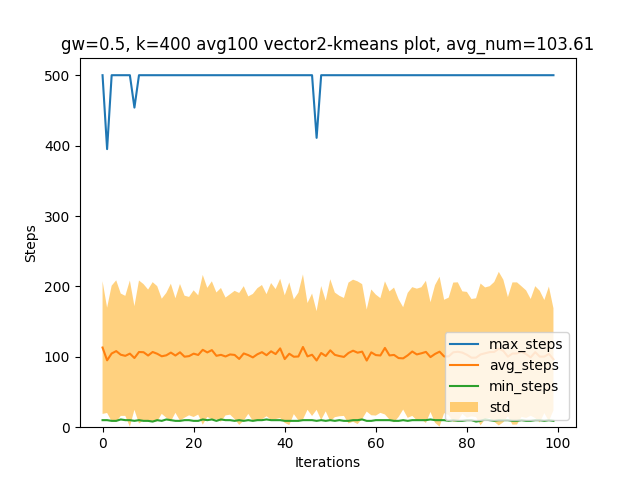 gw=0.5, k=400 avg100 vector2-kmeans plot, avg_num=103.61
500
400
300
200
100
0
Steps
max_steps
avg_steps
min_steps
std
0 20 40 60 80 100
Iterations